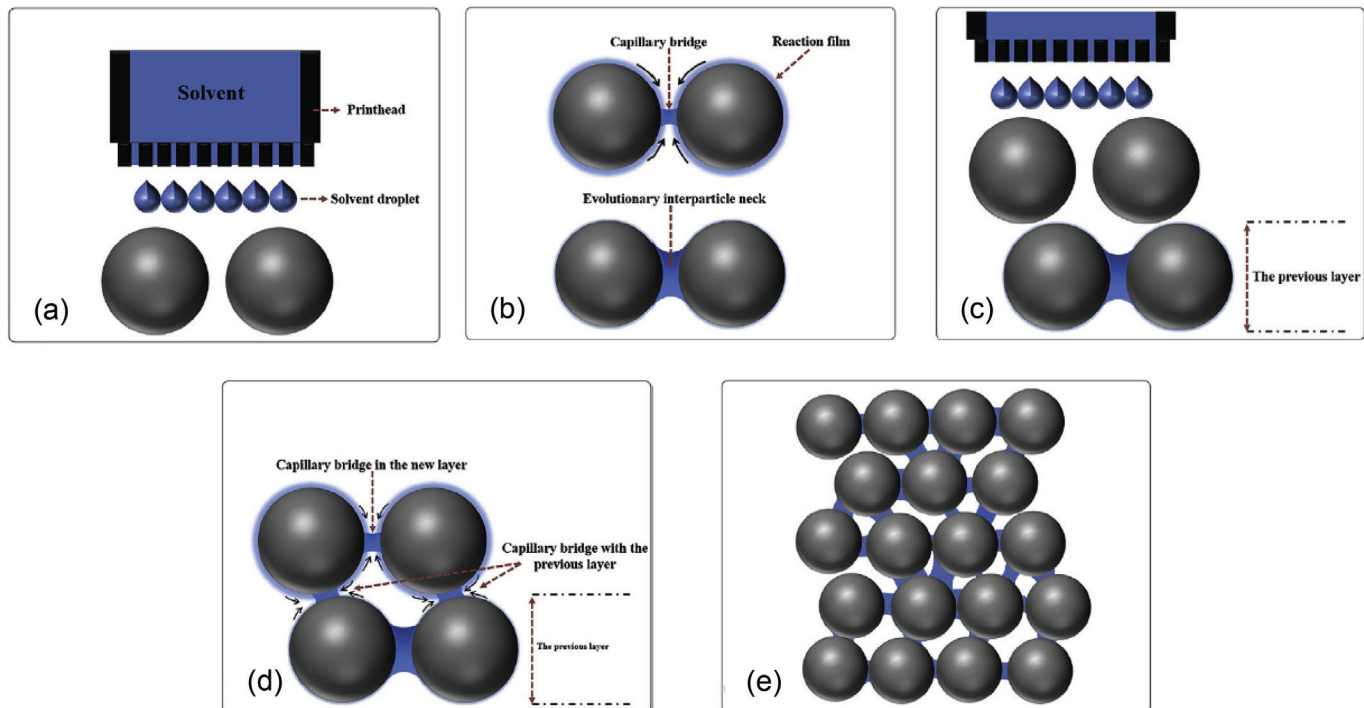 Solvent
Printhead
Solvent droplet
(a)
Capillary bridge
Reaction film
Evolutionary interparticle neck
(b)
The previous layer
(c)
Capillary bridge in the new layer
Capillary bridge with the
previous layer
The previous layer
(d)
(e)